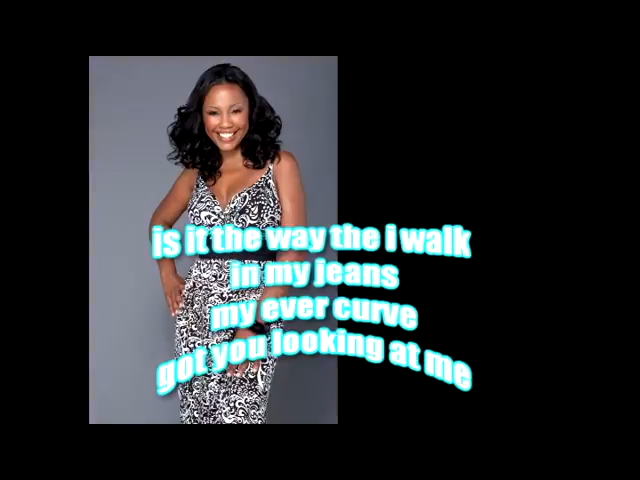 is it the way the i walk
in my jeans
my ever curve
got you looking at me